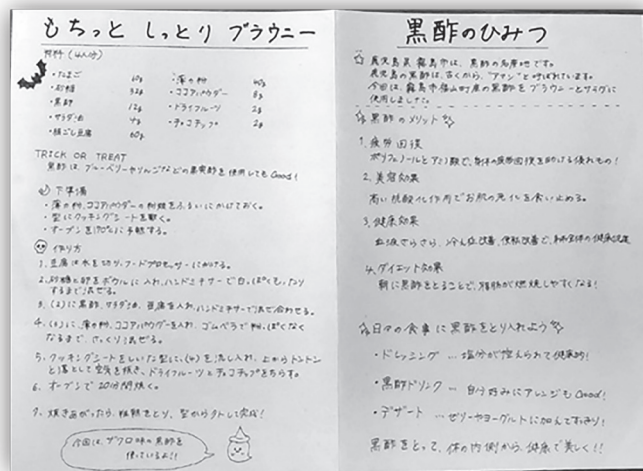 もちっと しっとり ブラウニー
材料 (4人分)
・たまご 60g
・砂糖 32g
・黒酢 12g
・サラダ油 4g
・絹ごし豆腐 60g
・薄力粉 40g
・ココアパウダー 8g
・ドライフルーツ 2g
・チョコチップ 2g
TRICK OR TREAT
黒酢は、ブルーベリーやりんごなどの果実酢を使用してもGood!
下準備
・薄力粉、ココアパウダーの粉類をふるいにかけておく。
・型にクッキングシートを敷く。
・オーブンを170℃に予熱する。
作り方
1. 豆腐は水を切り、フードプロセッサーにかける。
2. 砂糖と卵をボウルに入れ、ハンドミキサーで白っぽくもったり
するまで混ぜる。
3. (2)に黒酢、サラダ油、豆腐を入れ、ハンドミキサーで混ぜ合わせる。
4. (3)に、薄力粉、ココアパウダーを入れ、ゴムベラで粉っぽくなく
なるまで、さっくり混ぜる。
5. クッキングシートをしいた型に、(4)を流し入れ、上からトントン
と落として空気を抜き、ドライフルーツとチョコチップをちらす。
6. オーブンで20分間焼く。
7. 焼き上がったら、粗熱をとり、型から外して完成!
今回は、ザクロ味の黒酢を
使っているよ!!
黒酢のひみつ
鹿児島県霧島市は、黒酢の名産地です。
鹿児島の黒酢は、古くから、"アマン"と呼ばれています。
今回は、霧島市福山町産の黒酢をブラウニーとサラダに
使用しました。
黒酢のメリット
1. 疲労回復
ポリフェノールとアミノ酸で、身体の疲労回復を助ける優れもの!
2. 美容効果
高い抗酸化作用でお肌の老化を食い止める。
3. 健康効果
血液さらさら、冷え症改善、便秘改善で、身体全体の健康促進
4. ダイエット効果
朝に黒酢をとることで、脂肪が燃焼しやすくなる!
日々の食事に黒酢をとり入れよう
・ドレッシング … 塩分が控えられて健康的!
・黒酢ドリンク … 自分好みにアレンジもGood!
・デザート … ゼリーやヨーグルトに加えてすっきり!
黒酢をとって、体の内側から、健康で美しく!!